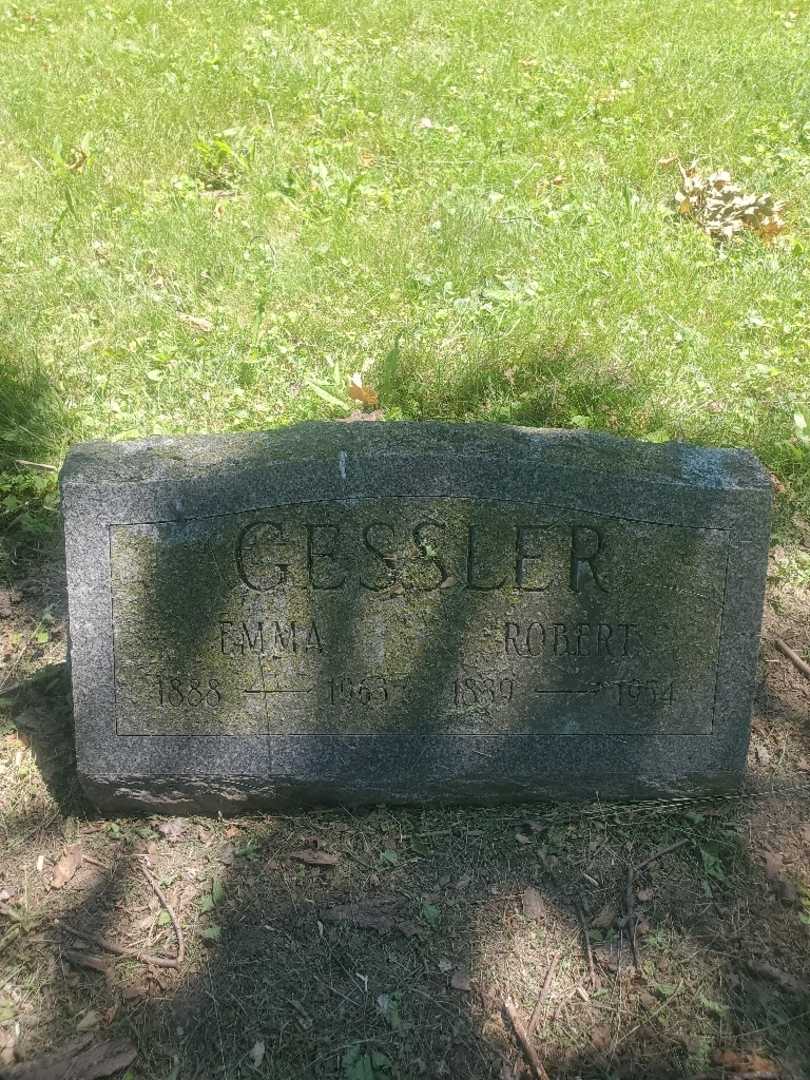 GESSLER
EMMA ROBERT
1888 — 1963 1889 — 1954